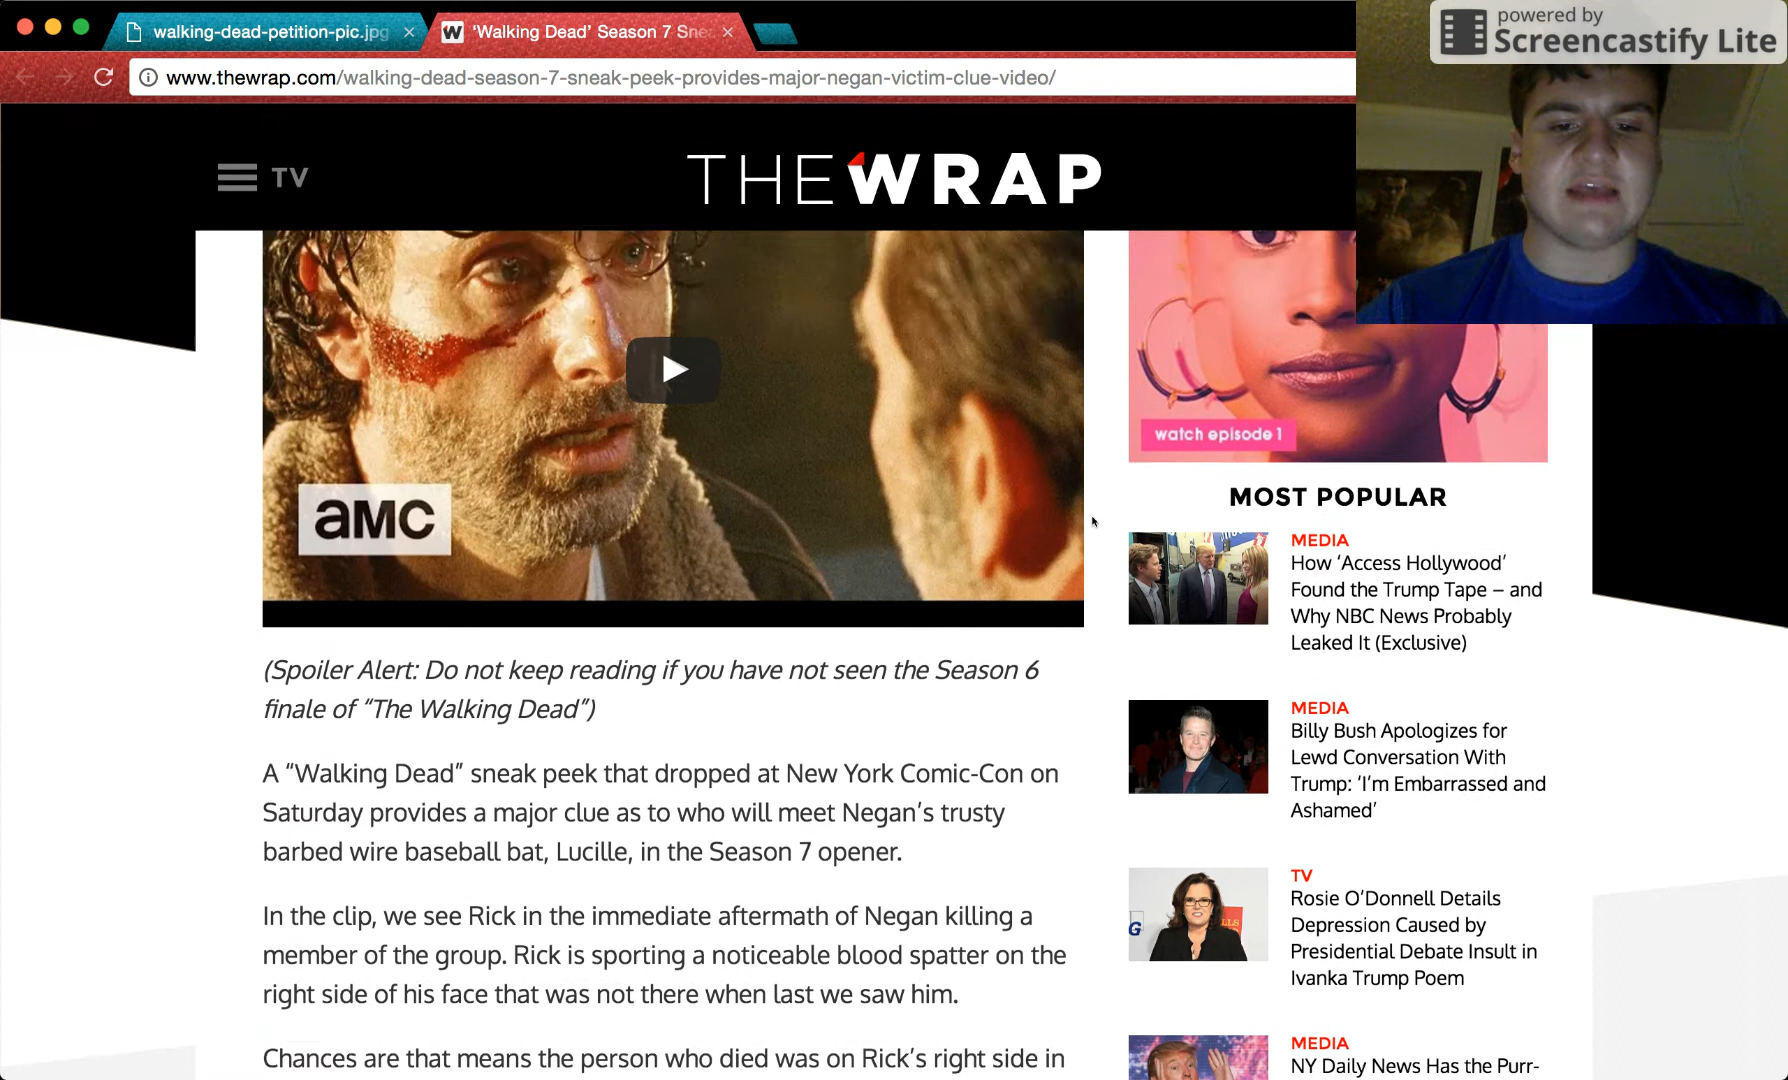 walking-dead-petition-pic.jpg
'Walking Dead' Season 7 Snea
powered by
Screencastify Lite
www.thewrap.com/walking-dead-season-7-sneak-peek-provides-major-negan-victim-clue-video/
TV
THE WRAP
aMC
watch episode 1
(Spoiler Alert: Do not keep reading if you have not seen the Season 6
finale of “The Walking Dead”)
A “Walking Dead” sneak peek that dropped at New York Comic-Con on
Saturday provides a major clue as to who will meet Negan’s trusty
barbed wire baseball bat, Lucille, in the Season 7 opener.
In the clip, we see Rick in the immediate aftermath of Negan killing a
member of the group. Rick is sporting a noticeable blood spatter on the
right side of his face that was not there when last we saw him.
Chances are that means the person who died was on Rick’s right side in
MOST POPULAR
MEDIA
How ‘Access Hollywood’
Found the Trump Tape – and
Why NBC News Probably
Leaked It (Exclusive)
MEDIA
Billy Bush Apologizes for
Lewd Conversation With
Trump: ‘I’m Embarrassed and
Ashamed’
TV
Rosie O’Donnell Details
Depression Caused by
Presidential Debate Insult in
Ivanka Trump Poem
MEDIA
NY Daily News Has the Purr-